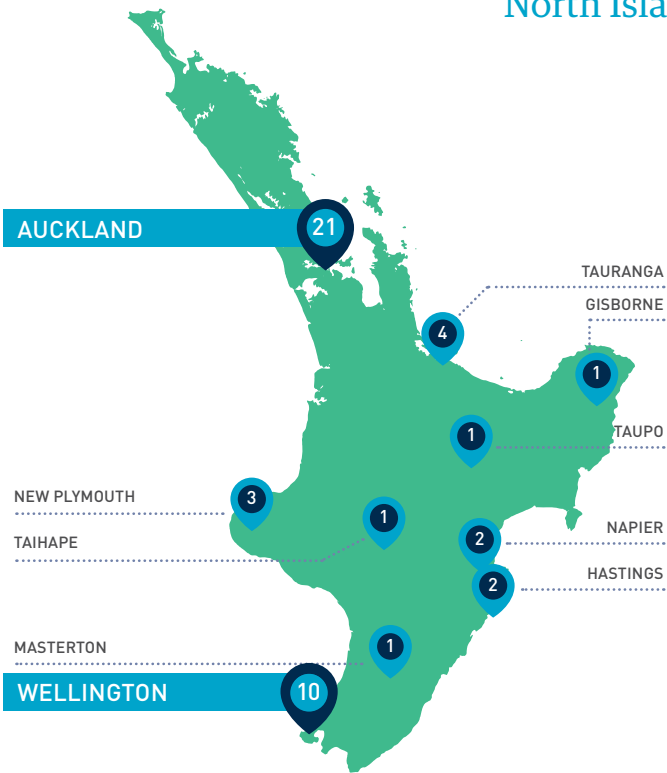 North Isla
AUCKLAND
21
TAURANGA
GISBORNE
4
1
TAUPO
1
NEW PLYMOUTH
3
TAIHAPE
1
NAPIER
2
HASTINGS
2
MASTERTON
1
WELLINGTON
10